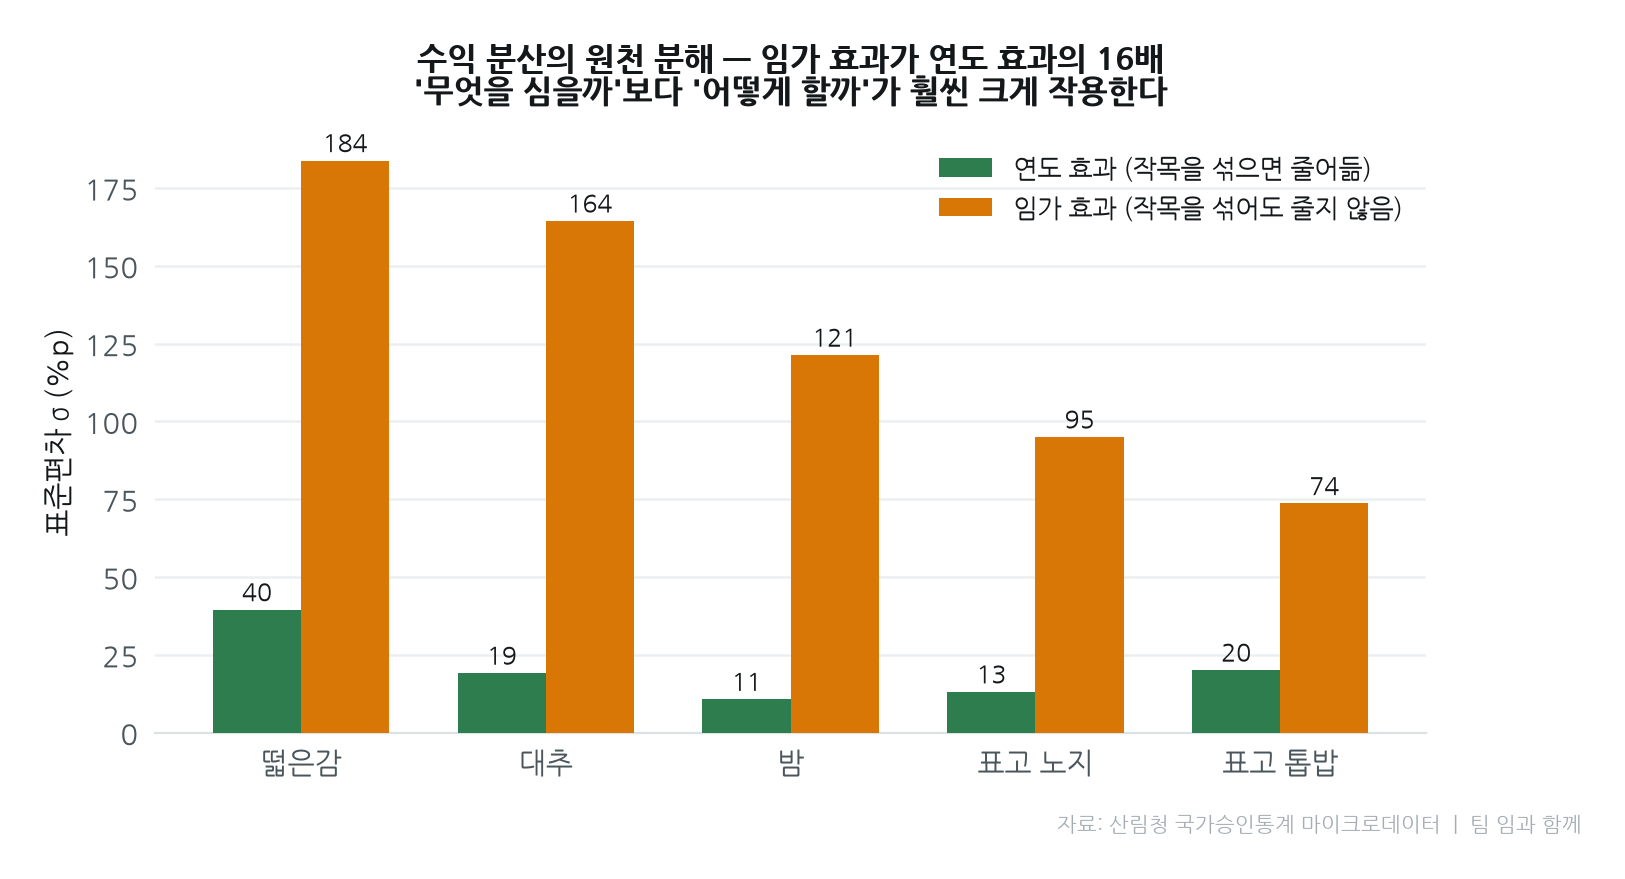 수익 분산의 원천 분해 — 임가 효과가 연도 효과의 16배
'무엇을 심을까'보다 '어떻게 할까'가 훨씬 크게 작용한다
연도 효과 (작목을 섞으면 줄어듦)
임가 효과 (작목을 섞어도 줄지 않음)
표준편차 σ (%p)
175
150
125
100
75
50
25
0
184
164
121
95
74
40
19
11
13
20
떫은감
대추
밤
표고 노지
표고 톱밥
자료: 산림청 국가승인통계 마이크로데이터 | 팀 임과 함께